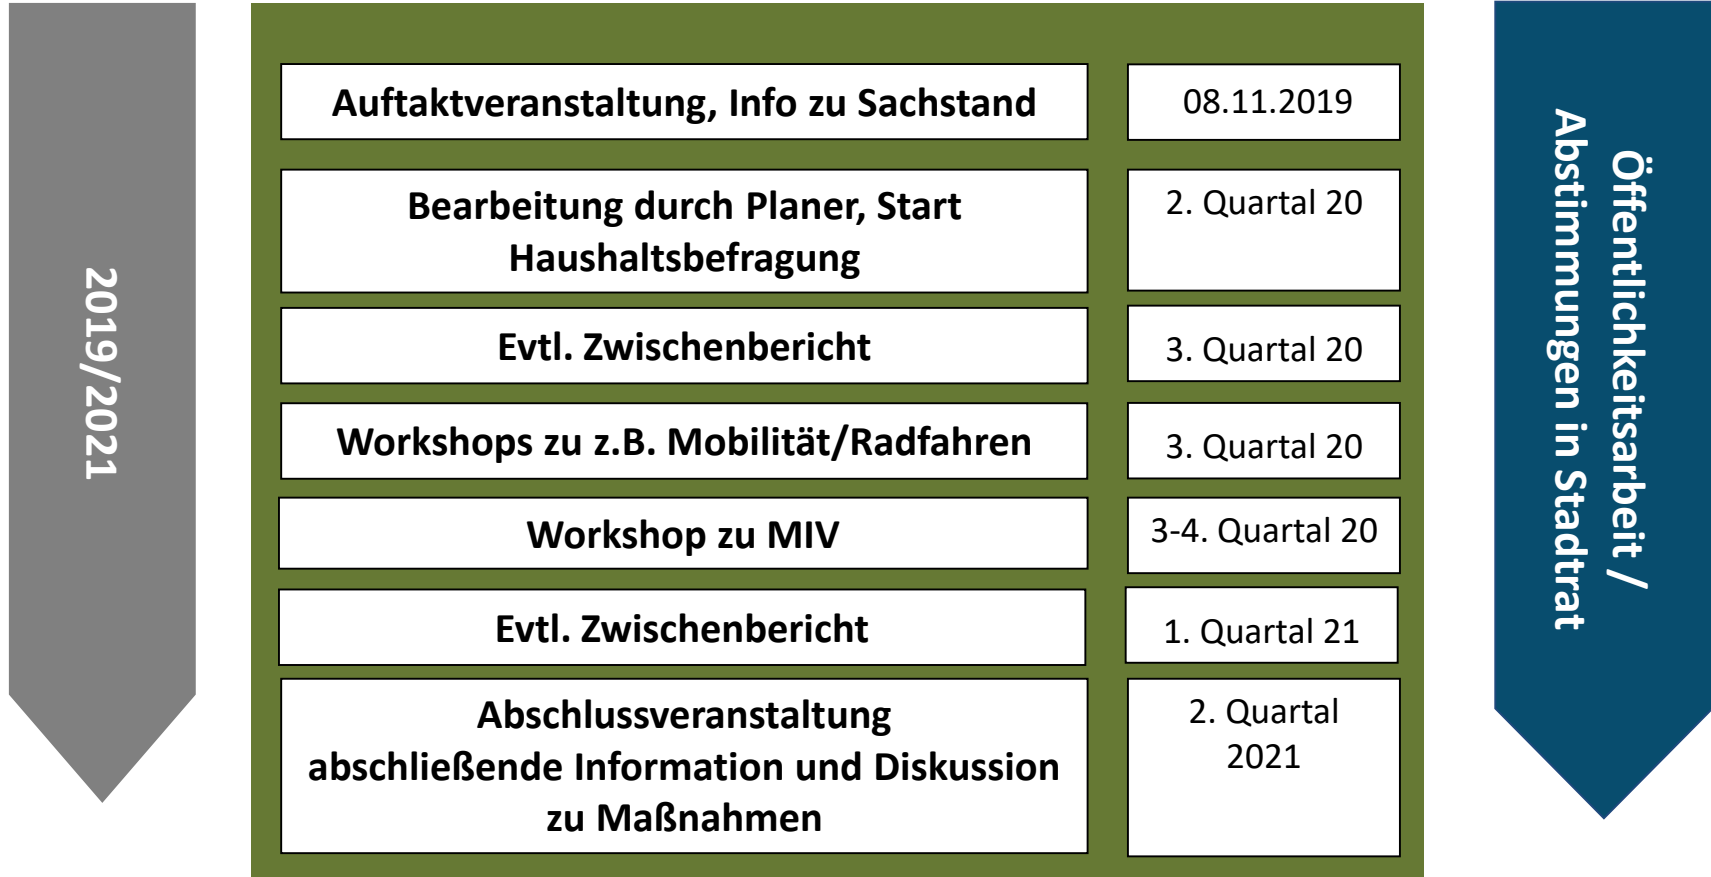 2019/2021
Auftaktveranstaltung, Info zu Sachstand
08.11.2019
Bearbeitung durch Planer, Start
Haushaltsbefragung
2. Quartal 20
Evtl. Zwischenbericht
3. Quartal 20
Workshops zu z.B. Mobilität/Radfahren
3. Quartal 20
Workshop zu MIV
3-4. Quartal 20
Evtl. Zwischenbericht
1. Quartal 21
Abschlussveranstaltung
abschließende Information und Diskussion
zu Maßnahmen
2. Quartal
2021
Öffentlichkeitsarbeit /
Abstimmungen in Stadtrat